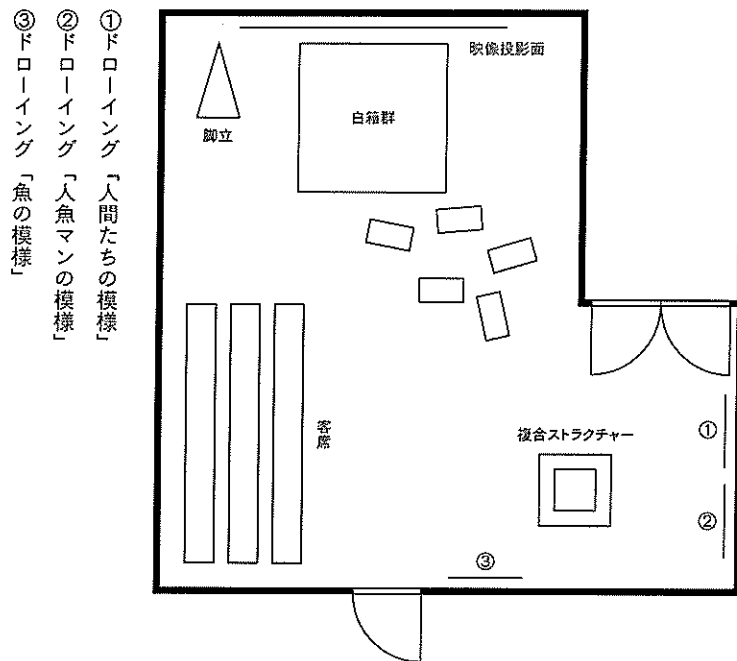 ①ドローイング「人間たちの模様」
②ドローイング「人魚マンの模様」
③ドローイング「魚の模様」
映像投影面
脚立
白箱群
客席
複合ストラクチャー
①
②
③